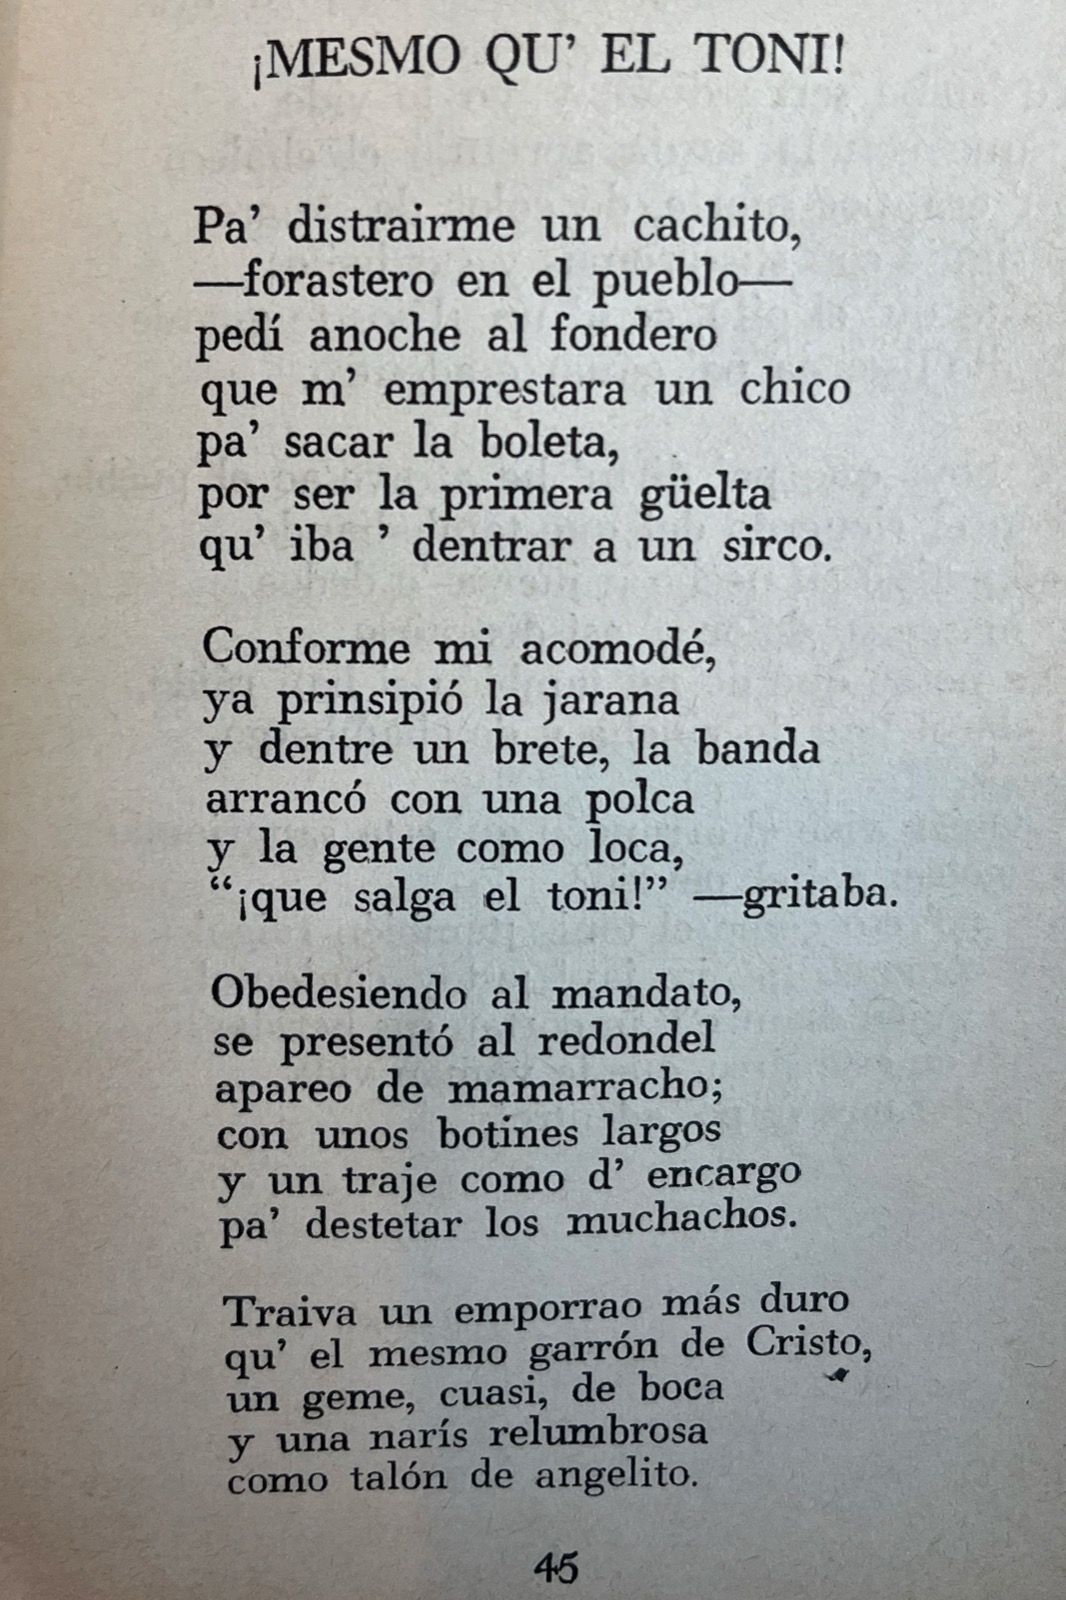 ¡MESMO QU’ EL TONI!
Pa’ distrairme un cachito,
—forastero en el pueblo—
pedí anoche al fondero
que m’ emprestara un chico
pa’ sacar la boleta,
por ser la primera güelta
qu’ iba ’ dentrar a un sirco.
Conforme mi acomodé,
ya prinsipió la jarana
y dentre un brete, la banda
arrancó con una polca
y la gente como loca,
“¡que salga el toni!” —gritaba.
Obedesiendo al mandato,
se presentó al redondel
apareo de mamarracho;
con unos botines largos
y un traje como d’ encargo
pa’ destetar los muchachos.
Traiva un emporrao más duro
qu’ el mesmo garrón de Cristo,
un geme, cuasi, de boca
y una narís relumbrosa
como talón de angelito.
45